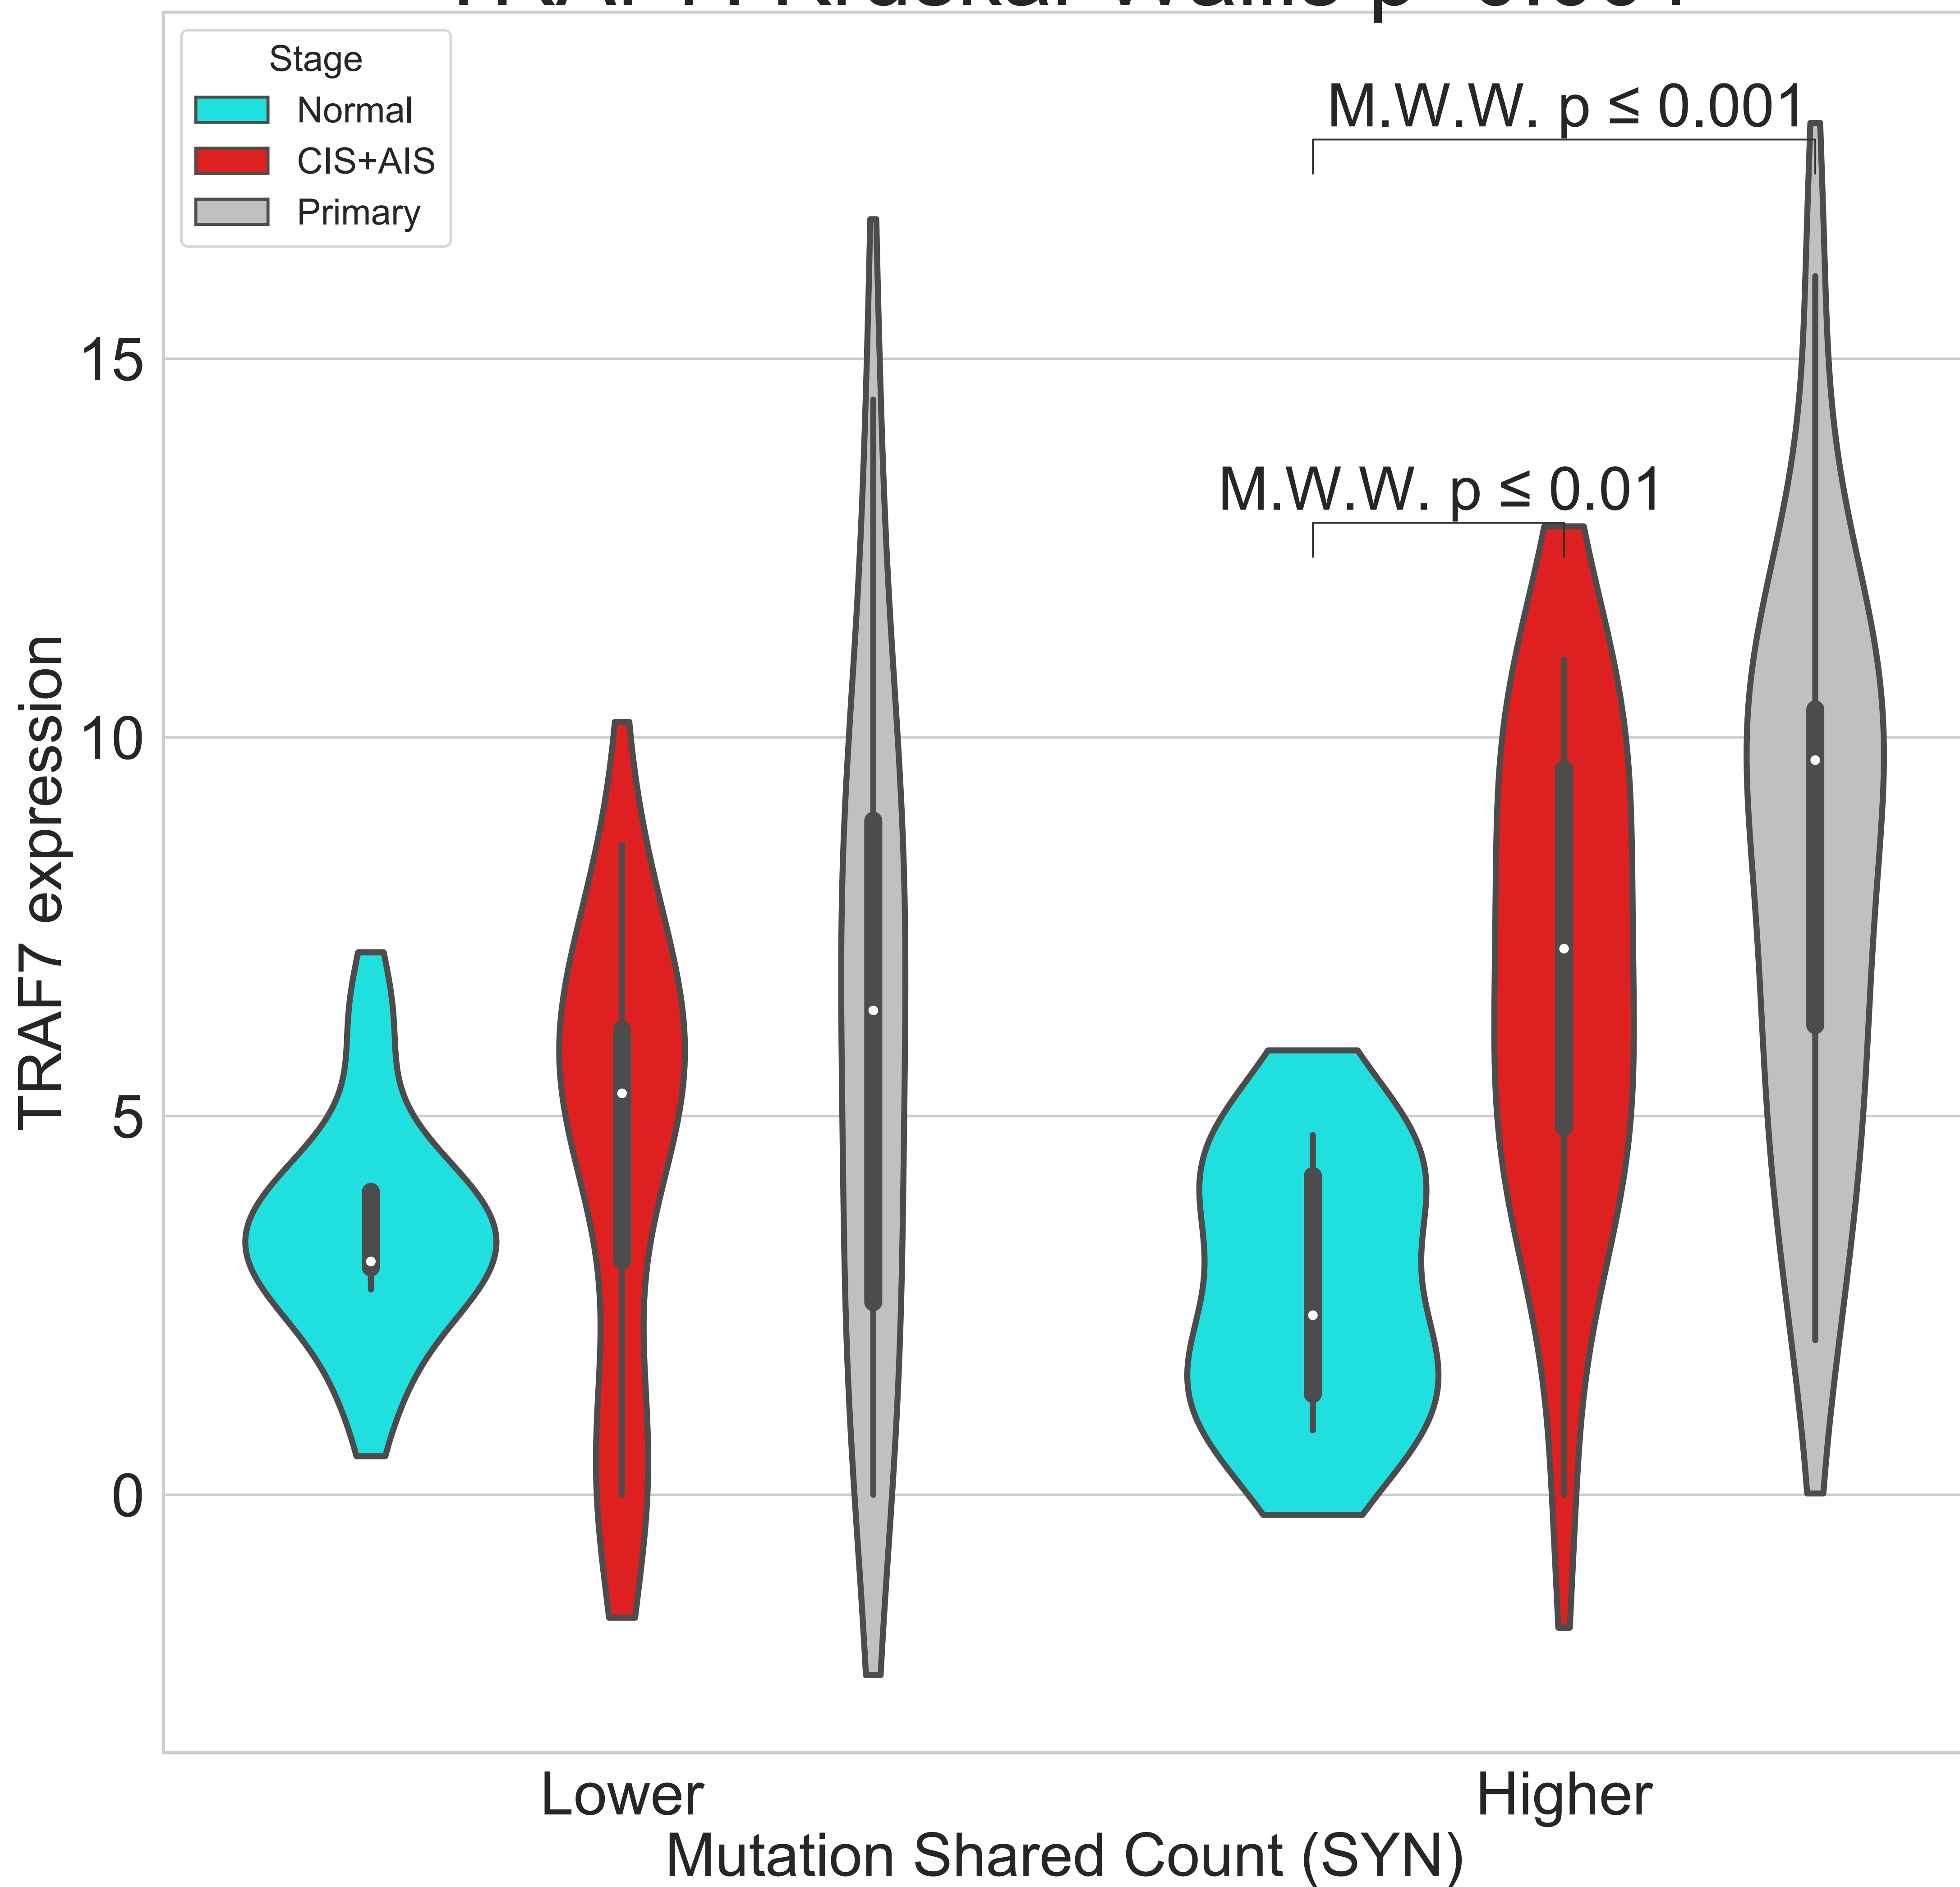 Stage
Normal
CIS+AIS
Primary
M.W.W. p ≤ 0.001
M.W.W. p ≤ 0.01
15
10
5
0
TRAF7 expression
Lower
Higher
Mutation Shared Count (SYN)